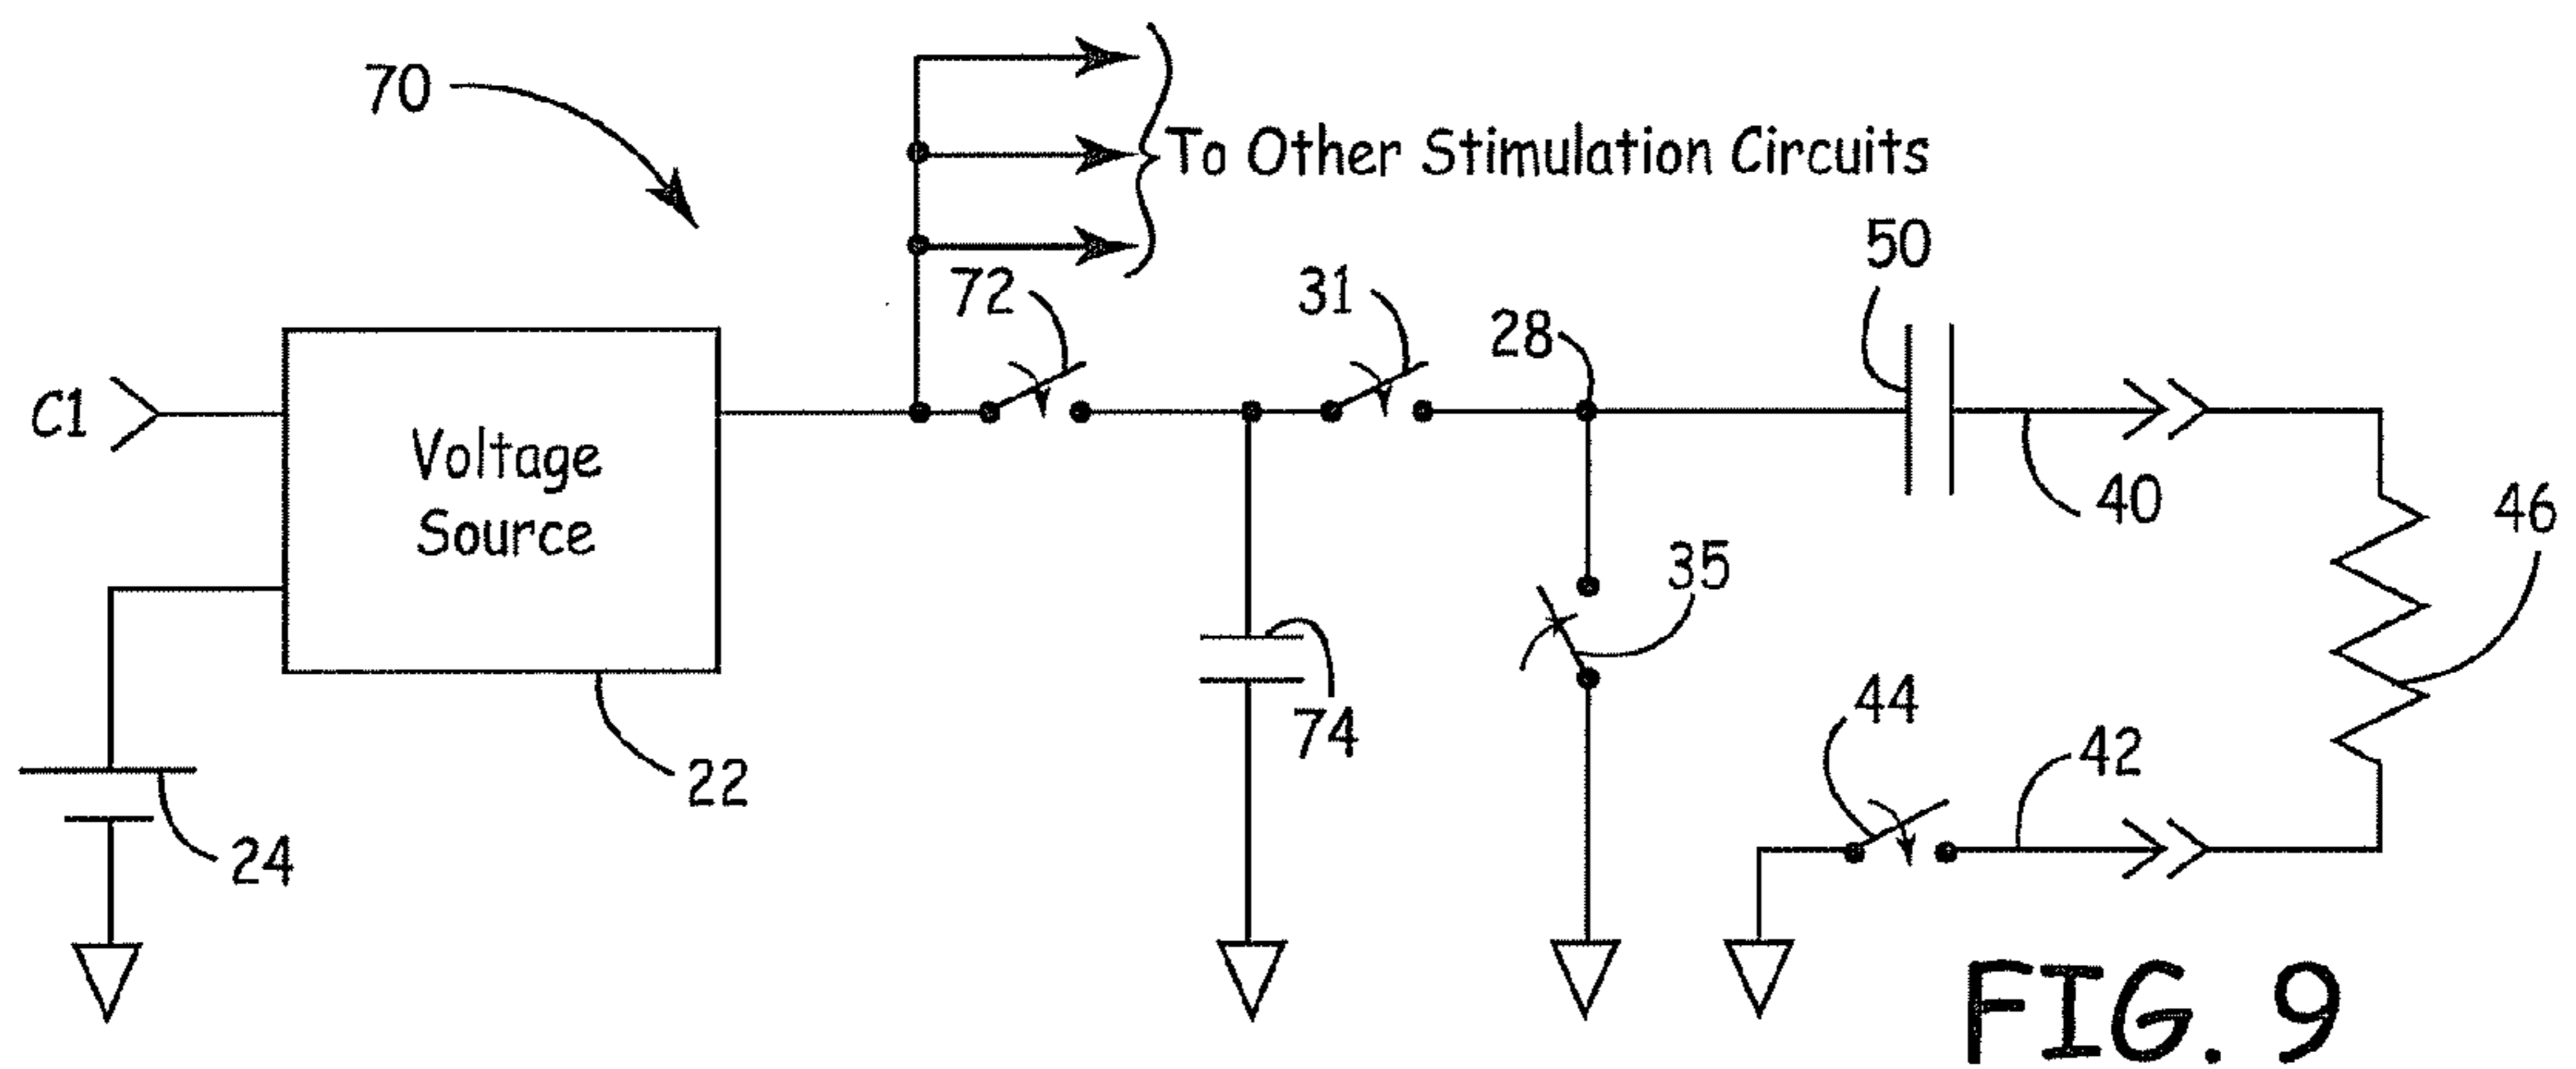 70
To Other Stimulation Circuits
50
72
31
28
C1
Voltage
Source
40
46
35
44
42
74
22
24
FIG. 9